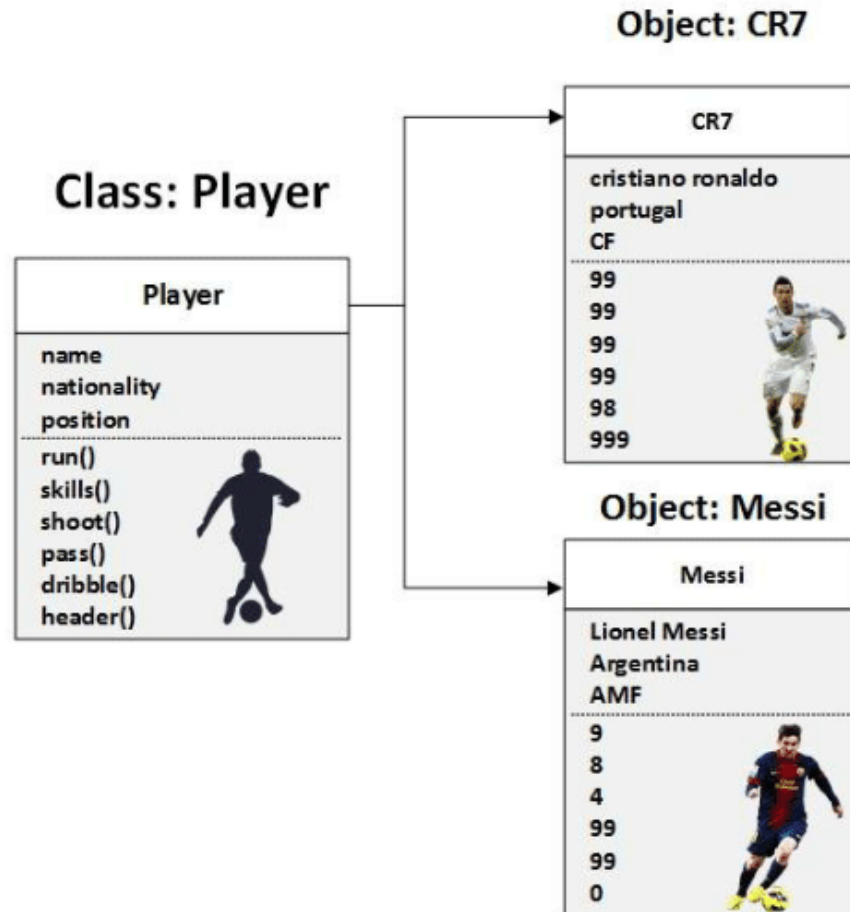 Class: Player
Player
name
nationality
position
run()
skills()
shoot()
pass()
dribble()
header()
Object: CR7
CR7
cristiano ronaldo
portugal
CF
99
99
99
99
98
999
Object: Messi
Messi
Lionel Messi
Argentina
AMF
9
8
4
99
99
0